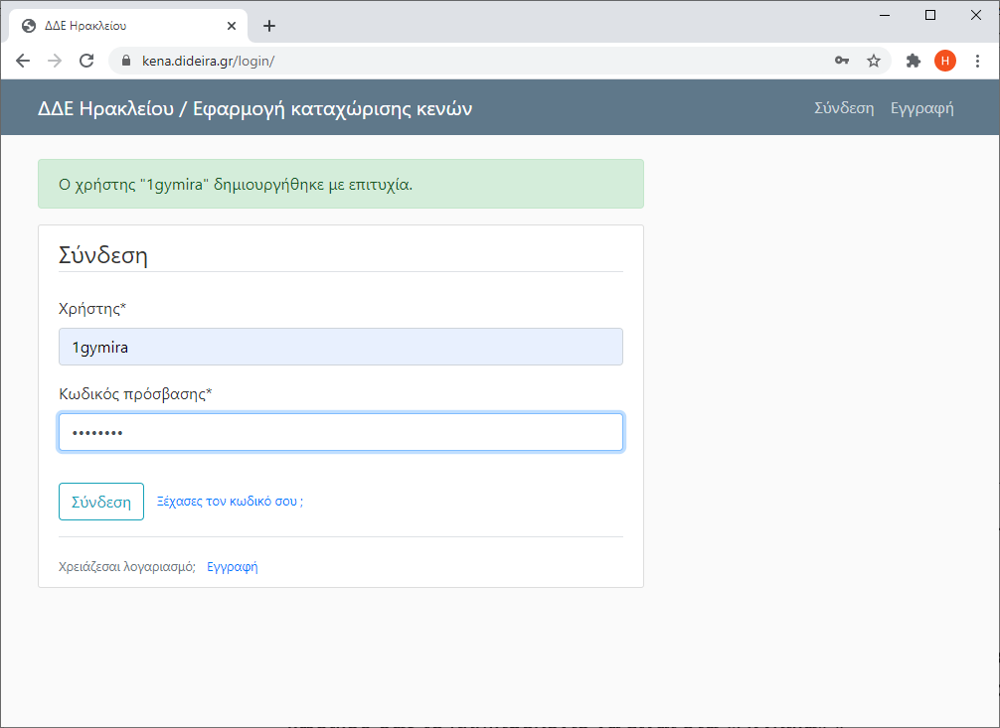 ΔΔΕ Ηρακλείου
kena.dideira.gr/login/
H
ΔΔΕ Ηρακλείου / Εφαρμογή καταχώρισης κενών
Σύνδεση Εγγραφή
Ο χρήστης "1gymira" δημιουργήθηκε με επιτυχία.
Σύνδεση
Χρήστης*
1gymira
Κωδικός πρόσβασης*
••••••••
Σύνδεση Ξέχασες τον κωδικό σου ;
Χρειάζεσαι λογαριασμό; Εγγραφή